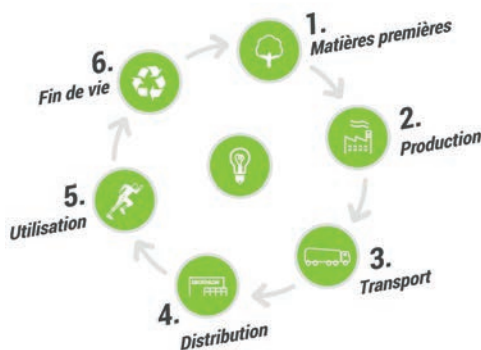 1.
Matières premières
2.
Production
3.
Transport
4.
Distribution
5.
Utilisation
6.
Fin de vie